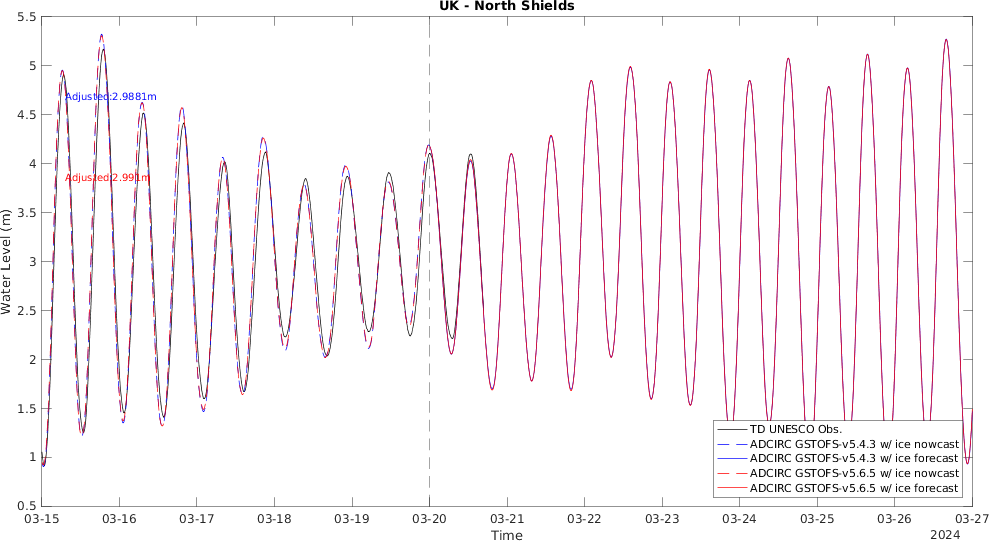 UK - North Shields
5.5
5
4.5
4
3.5
3
2.5
2
1.5
1
0.5
Water Level (m)
Adjusted:2.9881m
Adjusted:2.991m
TD UNESCO Obs.
ADCIRC GSTOFS-v5.4.3 w/ ice nowcast
ADCIRC GSTOFS-v5.4.3 w/ ice forecast
ADCIRC GSTOFS-v5.6.5 w/ ice nowcast
ADCIRC GSTOFS-v5.6.5 w/ ice forecast
03-15 03-16 03-17 03-18 03-19 03-20 03-21 03-22 03-23 03-24 03-25 03-26 03-27
Time
2024